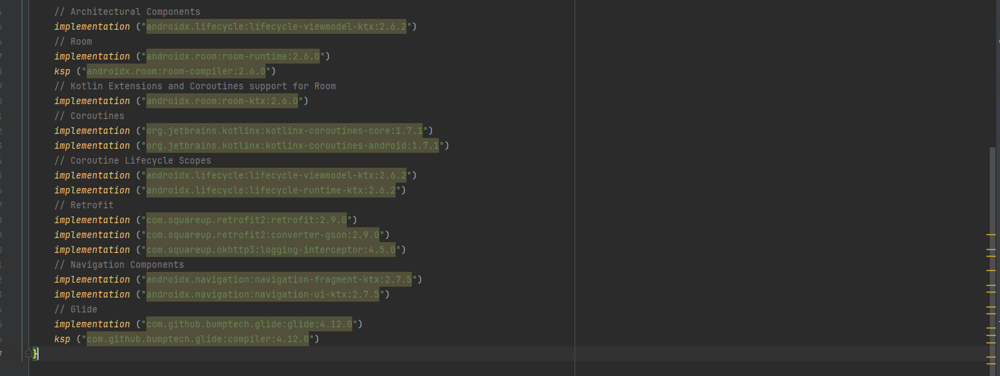 // Architectural Components
implementation ("androidx.lifecycle:lifecycle-viewmodel-ktx:2.6.2")
// Room
implementation ("androidx.room:room-runtime:2.6.0")
ksp ("androidx.room:room-compiler:2.6.0")
// Kotlin Extensions and Coroutines support for Room
implementation ("androidx.room:room-ktx:2.6.0")
// Coroutines
implementation ("org.jetbrains.kotlinx:kotlinx-coroutines-core:1.7.1")
implementation ("org.jetbrains.kotlinx:kotlinx-coroutines-android:1.7.1")
// Coroutine Lifecycle Scopes
implementation ("androidx.lifecycle:lifecycle-viewmodel-ktx:2.6.2")
implementation ("androidx.lifecycle:lifecycle-runtime-ktx:2.6.2")
// Retrofit
implementation ("com.squareup.retrofit2:retrofit:2.9.0")
implementation ("com.squareup.retrofit2:converter-gson:2.9.0")
implementation ("com.squareup.okhttp3:logging-interceptor:4.5.0")
// Navigation Components
implementation ("androidx.navigation:navigation-fragment-ktx:2.7.5")
implementation ("androidx.navigation:navigation-ui-ktx:2.7.5")
// Glide
implementation ("com.github.bumptech.glide:glide:4.12.0")
ksp ("com.github.bumptech.glide:compiler:4.12.0")
}